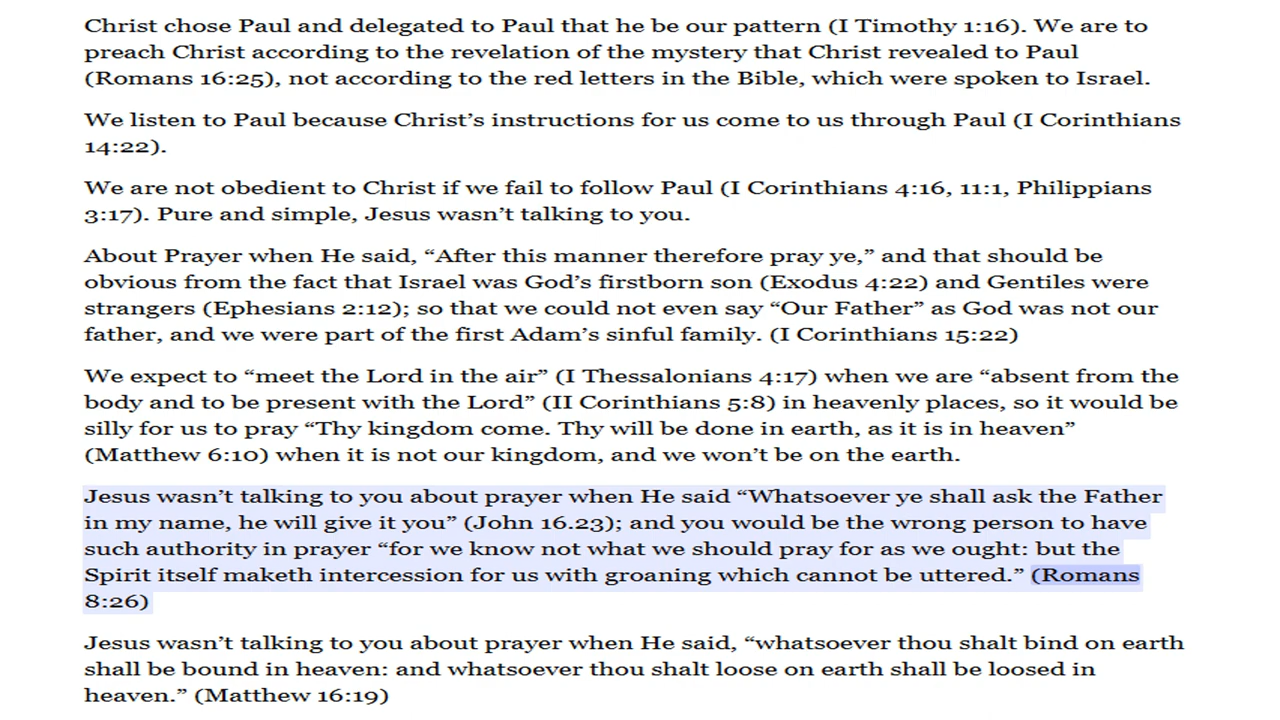 Christ chose Paul and delegated to Paul that he be our pattern (I Timothy 1:16). We are to
preach Christ according to the revelation of the mystery that Christ revealed to Paul
(Romans 16:25), not according to the red letters in the Bible, which were spoken to Israel.
We listen to Paul because Christ’s instructions for us come to us through Paul (I Corinthians
14:22).
We are not obedient to Christ if we fail to follow Paul (I Corinthians 4:16, 11:1, Philippians
3:17). Pure and simple, Jesus wasn’t talking to you.
About Prayer when He said, “After this manner therefore pray ye,” and that should be
obvious from the fact that Israel was God’s firstborn son (Exodus 4:22) and Gentiles were
strangers (Ephesians 2:12); so that we could not even say “Our Father” as God was not our
father, and we were part of the first Adam’s sinful family. (I Corinthians 15:22)
We expect to “meet the Lord in the air” (I Thessalonians 4:17) when we are “absent from the
body and to be present with the Lord” (II Corinthians 5:8) in heavenly places, so it would be
silly for us to pray “Thy kingdom come. Thy will be done in earth, as it is in heaven”
(Matthew 6:10) when it is not our kingdom, and we won’t be on the earth.
Jesus wasn’t talking to you about prayer when He said “Whatsoever ye shall ask the Father
in my name, he will give it you” (John 16.23); and you would be the wrong person to have
such authority in prayer “for we know not what we should pray for as we ought: but the
Spirit itself maketh intercession for us with groaning which cannot be uttered.” (Romans
8:26)
Jesus wasn’t talking to you about prayer when He said, “whatsoever thou shalt bind on earth
shall be bound in heaven: and whatsoever thou shalt loose on earth shall be loosed in
heaven.” (Matthew 16:19)